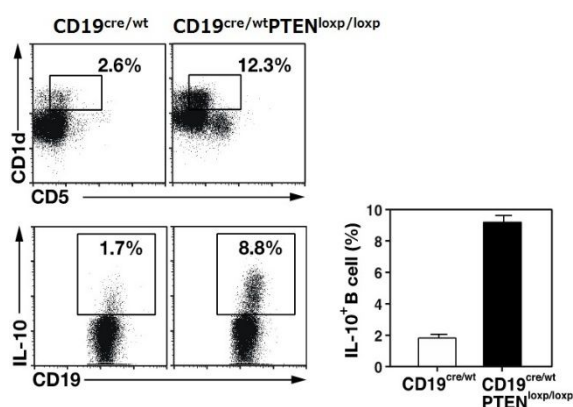 CD19cre/wt CD19cre/wtPTENloxp/loxp
2.6% 12.3%
CD1d
CD5
1.7% 8.8%
IL-10
CD19
10
8
6
4
2
0
IL-10+ B cell (%)
CD19cre/wt
CD19cre/wt
PTENloxp/loxp